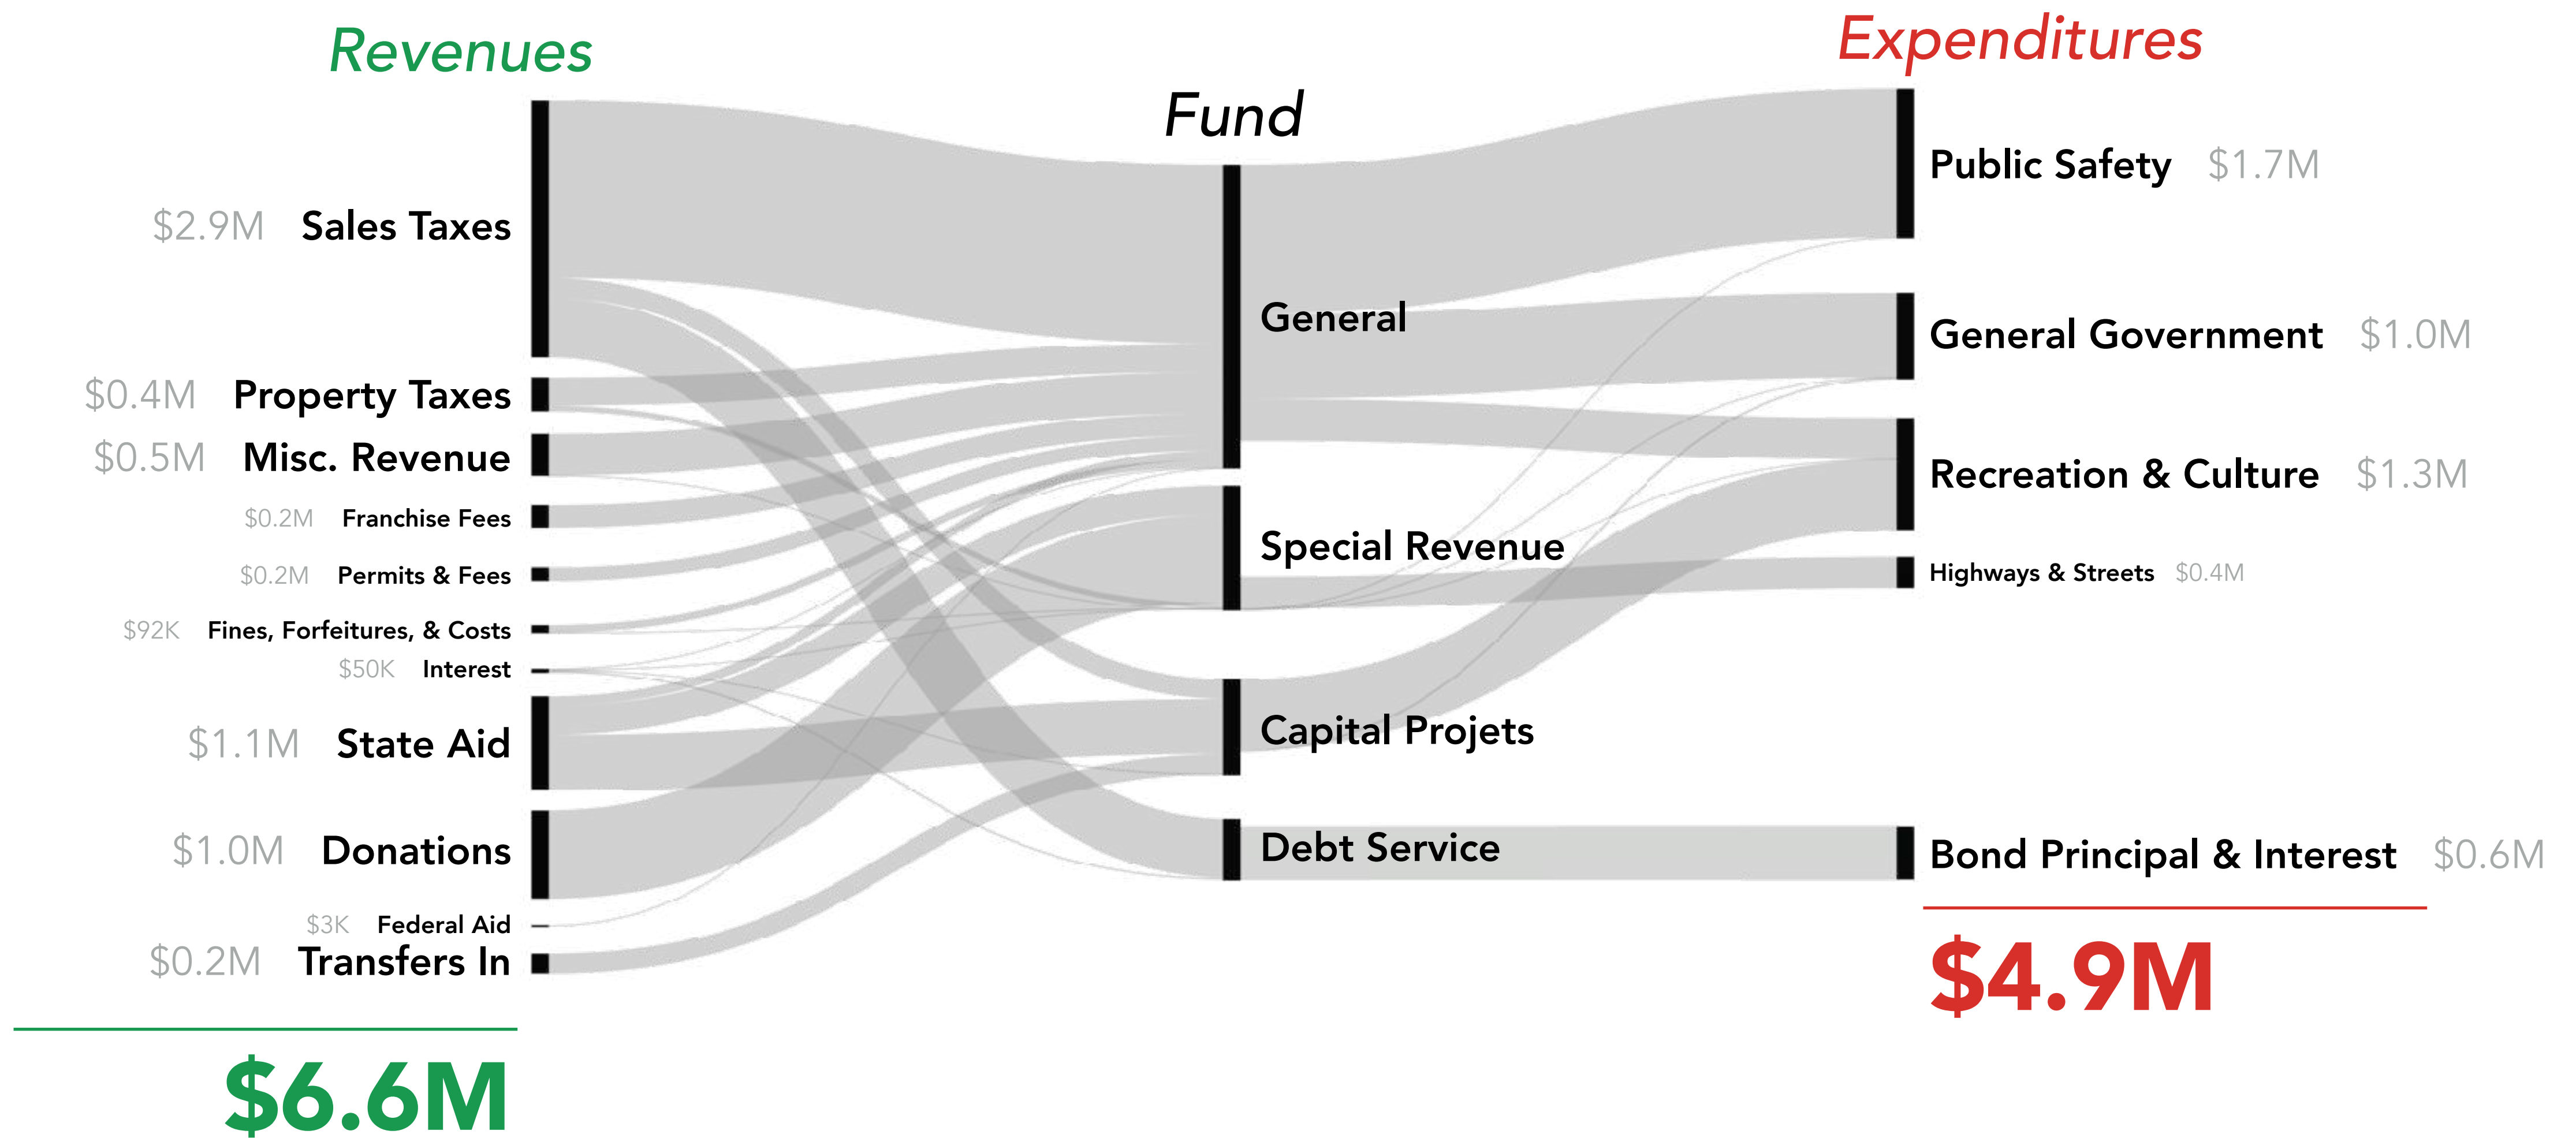 Revenues
$2.9M Sales Taxes
$0.4M Property Taxes
$0.5M Misc. Revenue
$0.2M Franchise Fees
$0.2M Permits & Fees
$92K Fines, Forfeitures, & Costs
$50K Interest
$1.1M State Aid
$1.0M Donations
$3K Federal Aid
$0.2M Transfers In
$6.6M
Fund
General
Special Revenue
Capital Projets
Debt Service
Expenditures
Public Safety $1.7M
General Government $1.0M
Recreation & Culture $1.3M
Highways & Streets $0.4M
Bond Principal & Interest $0.6M
$4.9M